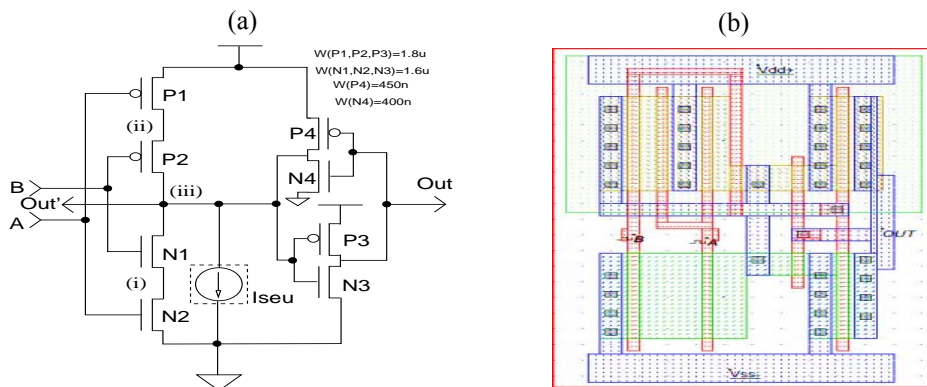 (a)
(b)
W(P1,P2,P3)=1.8u
W(N1,N2,N3)=1.6u
W(P4)=450n
W(N4)=400n
P1
(ii)
P2
P4
N4
B
(iii)
Out'
Out
A
N1
P3
(i)
Iseu
N3
N2
Vdd+
B
A
OUT
Vss-